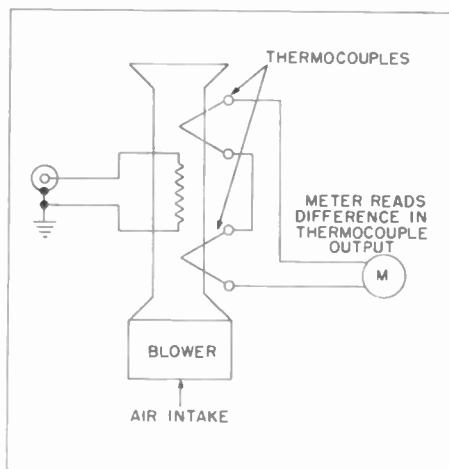 THERMOCOUPLES
METER READS
DIFFERENCE IN
THERMOCOUPLE
OUTPUT
M
BLOWER
AIR INTAKE